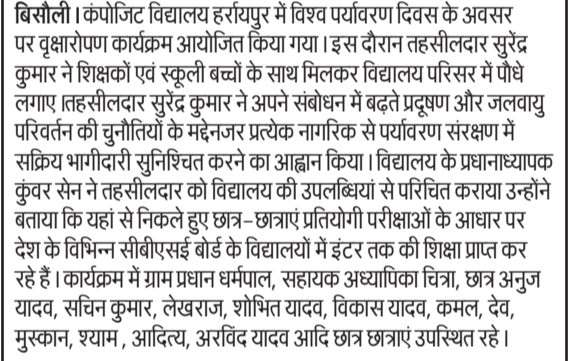 बिसौली। कंपोजिट विद्यालय हर्रायपुर में विश्व पर्यावरण दिवस के अवसर
पर वृक्षारोपण कार्यक्रम आयोजित किया गया। इस दौरान तहसीलदार सुरेंद्र
कुमार ने शिक्षकों एवं स्कूली बच्चों के साथ मिलकर विद्यालय परिसर में पौधे
लगाए ।तहसीलदार सुरेंद्र कुमार ने अपने संबोधन में बढ़ते प्रदूषण और जलवायु
परिवर्तन की चुनौतियों के मद्देनजर प्रत्येक नागरिक से पर्यावरण संरक्षण में
सक्रिय भागीदारी सुनिश्चित करने का आह्वान किया। विद्यालय के प्रधानाध्यापक
कुंवर सेन ने तहसीलदार को विद्यालय की उपलब्धियां से परिचित कराया उन्होंने
बताया कि यहां से निकले हुए छात्र-छात्राएं प्रतियोगी परीक्षाओं के आधार पर
देश के विभिन्न सीबीएसई बोर्ड के विद्यालयों में इंटर तक की शिक्षा प्राप्त कर
रहे हैं। कार्यक्रम में ग्राम प्रधान धर्मपाल, सहायक अध्यापिका चित्रा, छात्र अनुज
यादव, सचिन कुमार, लेखराज, शोभित यादव, विकास यादव, कमल, देव,
मुस्कान, श्याम , आदित्य, अरविंद यादव आदि छात्र छात्राएं उपस्थित रहे।